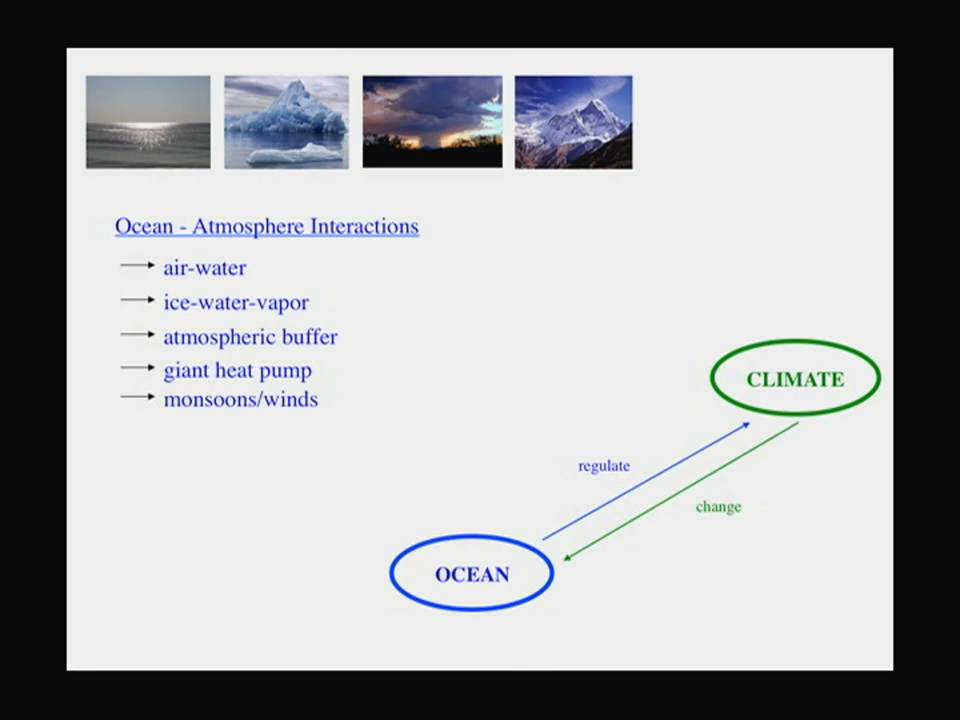 Ocean - Atmosphere Interactions
air-water
ice-water-vapor
atmospheric buffer
giant heat pump
monsoons/winds
CLIMATE
regulate
change
OCEAN